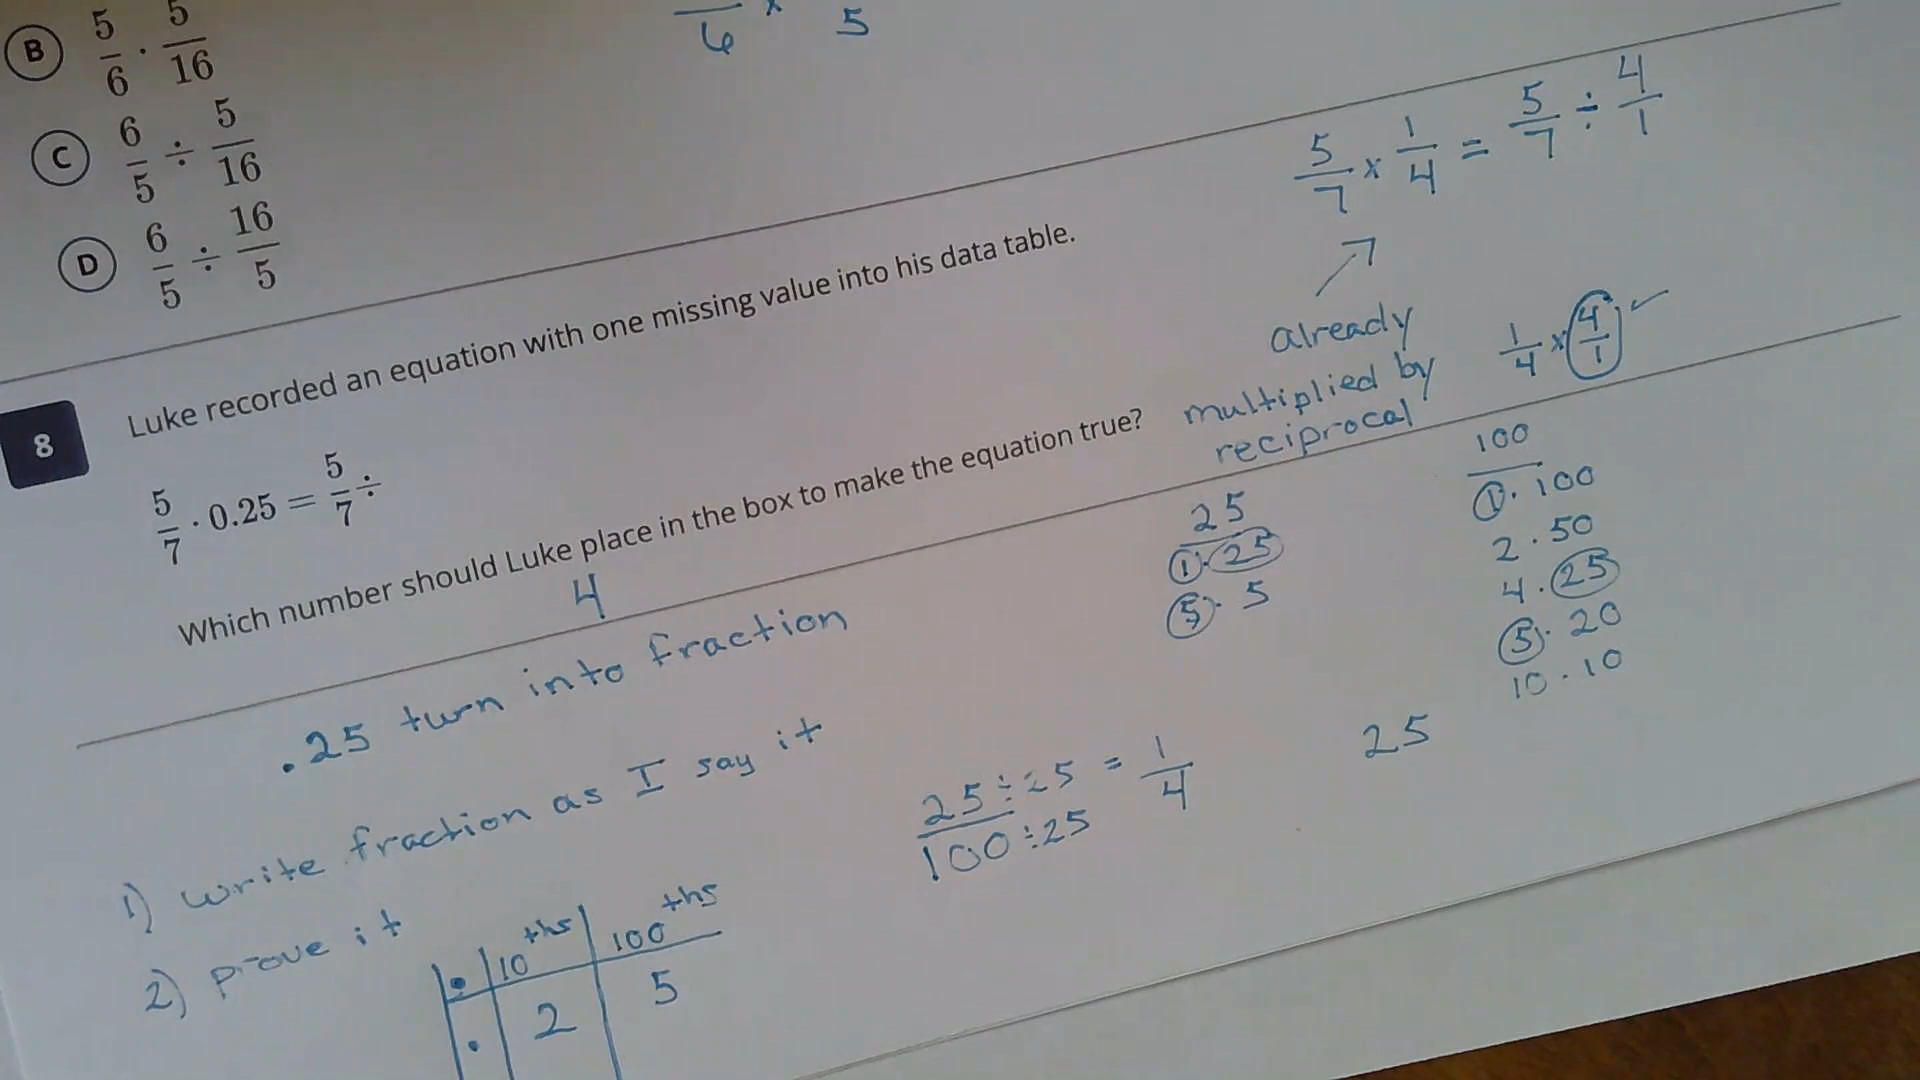 B 5/6 · 5/16
6 × 5
C 6/5 ÷ 5/16
D 6/5 ÷ 16/5
5/7 × 1/4 = 5/7 ÷ 4/1
already
multiplied by
reciprocal
1/4 × 4/1 ✓
8 Luke recorded an equation with one missing value into his data table.
5/7 · 0.25 = 5/7 ÷
Which number should Luke place in the box to make the equation true?
4
.25 turn into fraction
1) write fraction as I say it
2) prove it
. 10ths 100ths
. 2 5
25
1 · 25
5 · 5
100
1 · 100
2 · 50
4 · 25
5 · 20
10 · 10
25÷25/100÷25 = 1/4
25